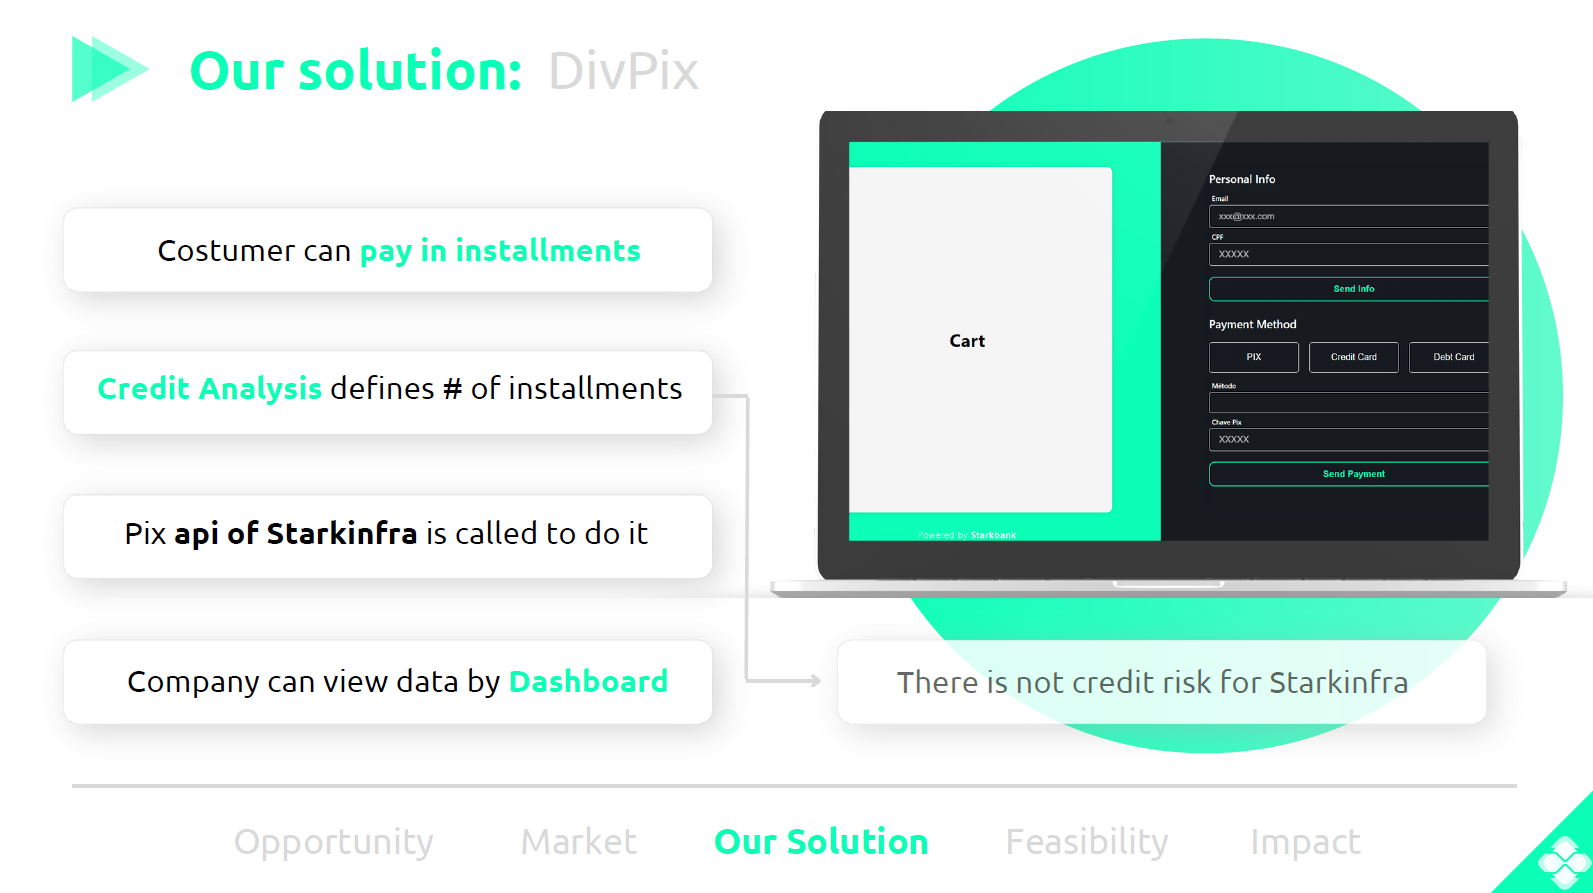 Our solution: DivPix
Costumer can pay in installments
Credit Analysis defines # of installments
Pix api of Starkinfra is called to do it
Company can view data by Dashboard
Cart
Powered by Starkbank
Personal Info
Email
xxx@xxx.com
CPF
XXXXX
Send Info
Payment Method
PIX
Credit Card
Debt Card
Método
Chave Pix
XXXXX
Send Payment
There is not credit risk for Starkinfra
Opportunity
Market
Our Solution
Feasibility
Impact